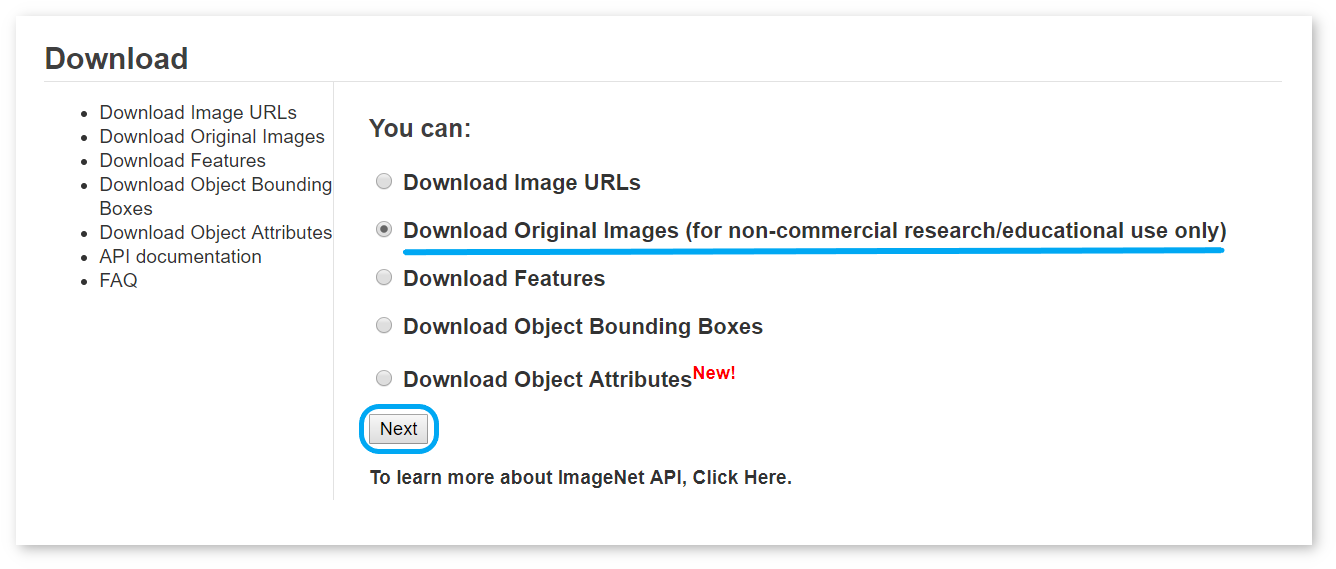 Download
Download Image URLs
Download Original Images
Download Features
Download Object Bounding
Boxes
Download Object Attributes
API documentation
FAQ
You can:
Download Image URLs
Download Original Images (for non-commercial research/educational use only)
Download Features
Download Object Bounding Boxes
Download Object Attributes New!
Next
To learn more about ImageNet API, Click Here.